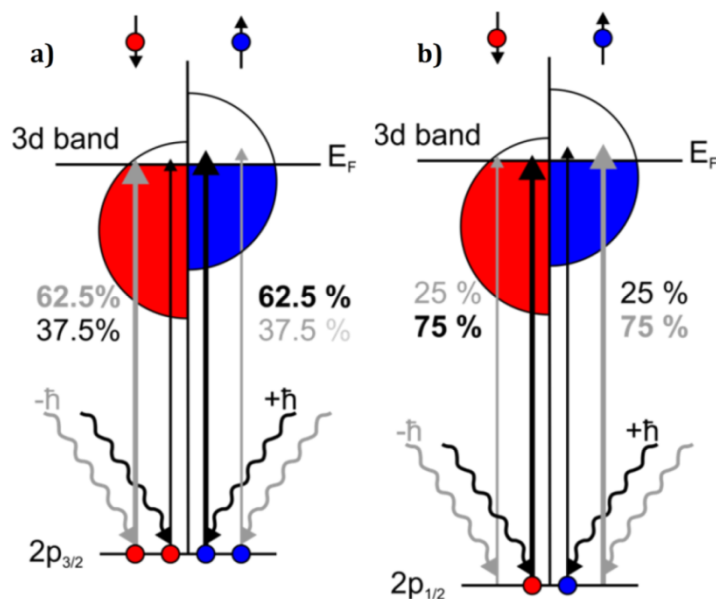 a)
3d band
E_F
62.5%
37.5%
62.5 %
37.5 %
-ħ
+ħ
2p3/2
b)
3d band
E_F
25 %
75 %
25 %
75 %
-ħ
+ħ
2p1/2